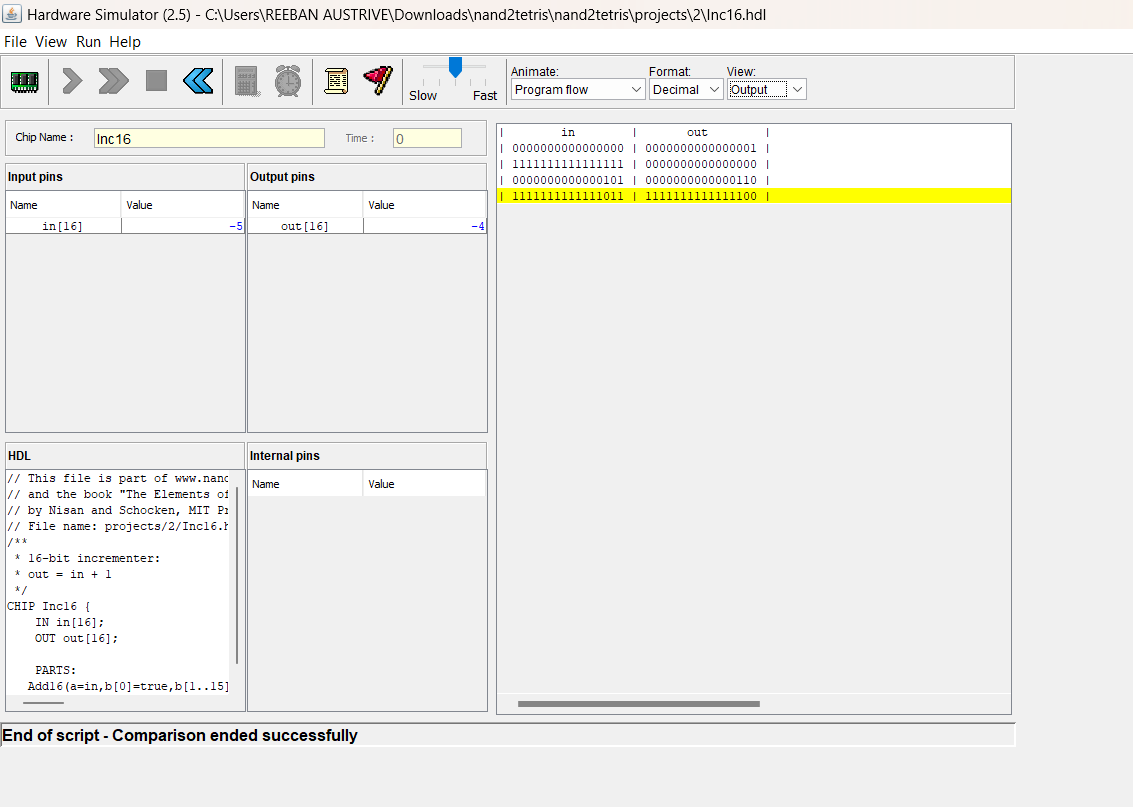 Hardware Simulator (2.5) - C:\Users\REEBAN AUSTRIVE\Downloads\nand2tetris\nand2tetris\projects\2\Inc16.hdl
File View Run Help
Slow Fast
Animate: Format: View:
Program flow Decimal Output
Chip Name : Inc16 Time : 0
Input pins
Name Value
in[16] -5
Output pins
Name Value
out[16] -4
| in | out |
| 0000000000000000 | 0000000000000001 |
| 1111111111111111 | 0000000000000000 |
| 0000000000000101 | 0000000000000110 |
| 1111111111111011 | 1111111111111100 |
HDL
// This file is part of www.nand
// and the book "The Elements of
// by Nisan and Schocken, MIT Pr
// File name: projects/2/Inc16.h
/**
* 16-bit incrementer:
* out = in + 1
*/
CHIP Inc16 {
IN in[16];
OUT out[16];
PARTS:
Add16(a=in,b[0]=true,b[1..15]
Internal pins
Name Value
End of script - Comparison ended successfully